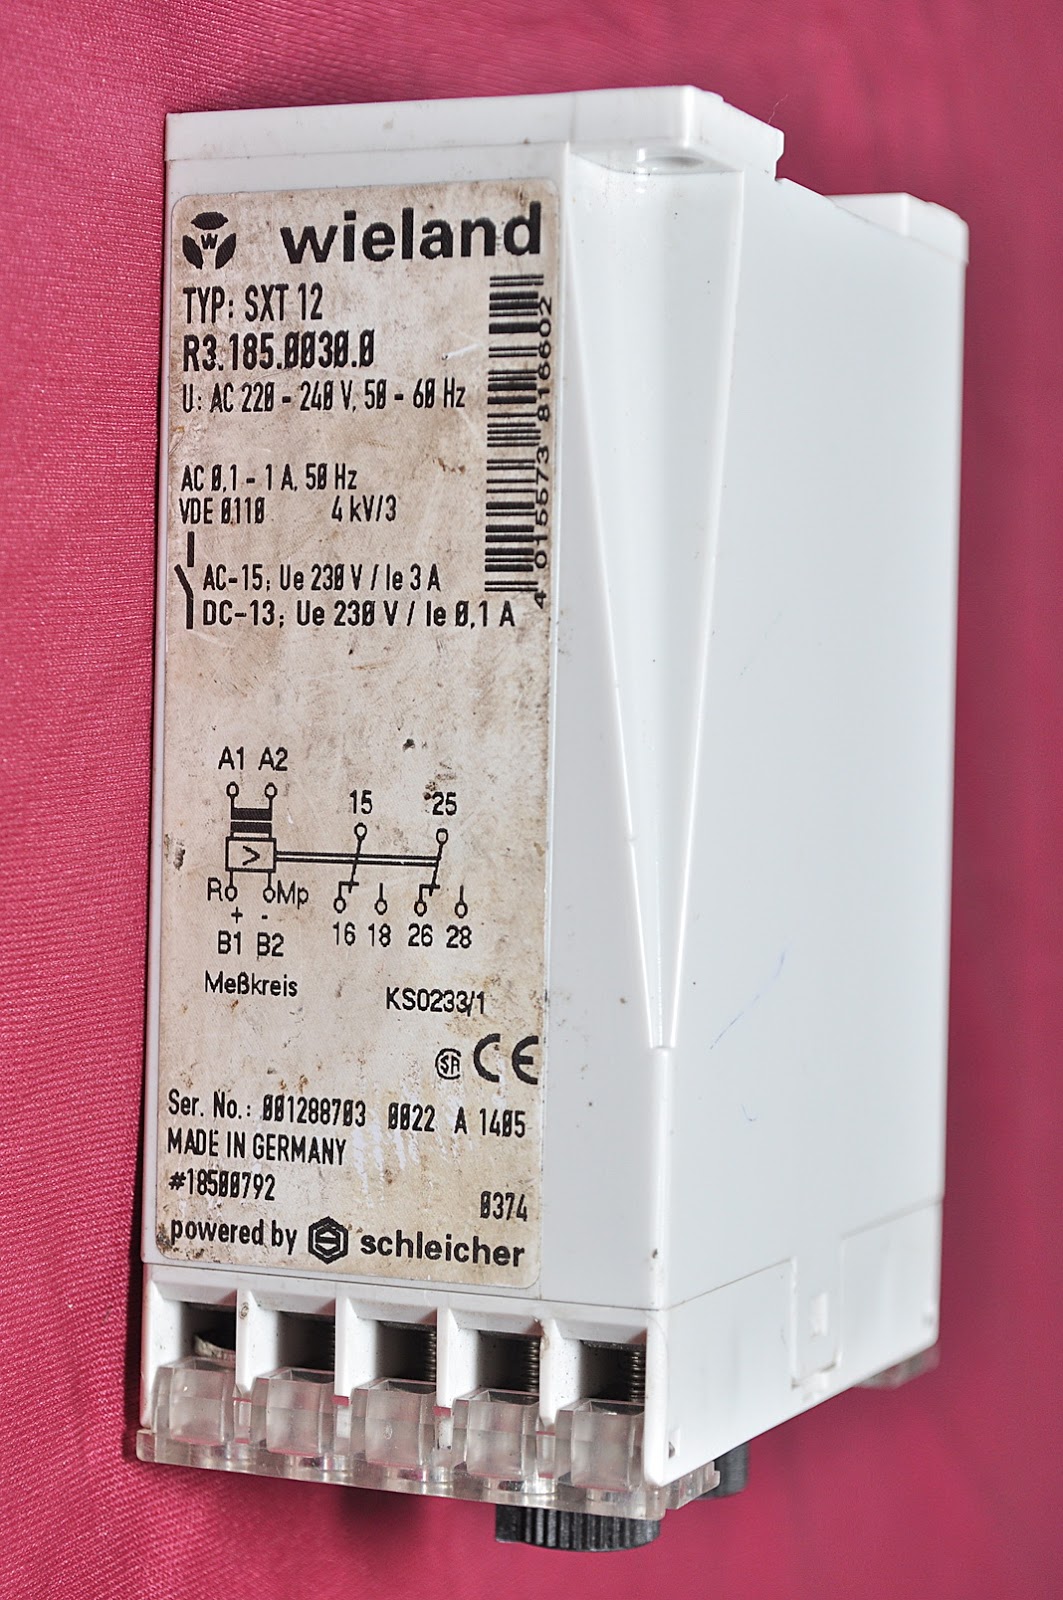 wieland
TYP: SXT 12
R3.185.0030.0
U: AC 220 - 240 V, 50 - 60 Hz
AC 0,1 - 1 A, 50 Hz
VDE 0110 4 kV/3
AC-15; Ue 230 V / Ie 3 A
DC-13; Ue 230 V / Ie 0,1 A
4 015573 816602
A1 A2
15 25
>
R Mp
+ -
16 18 26 28
B1 B2
Meßkreis
KS0233/1
SA CE
Ser. No.: 001288703 0022 A 1405
MADE IN GERMANY
#18500792
0374
powered by schleicher